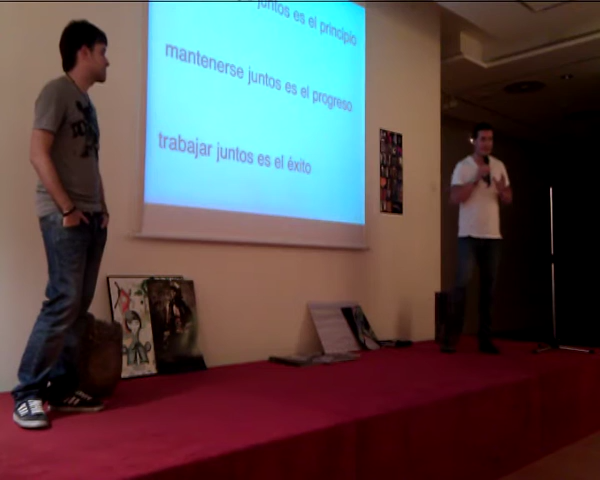 juntos es el principio
mantenerse juntos es el progreso
trabajar juntos es el éxito